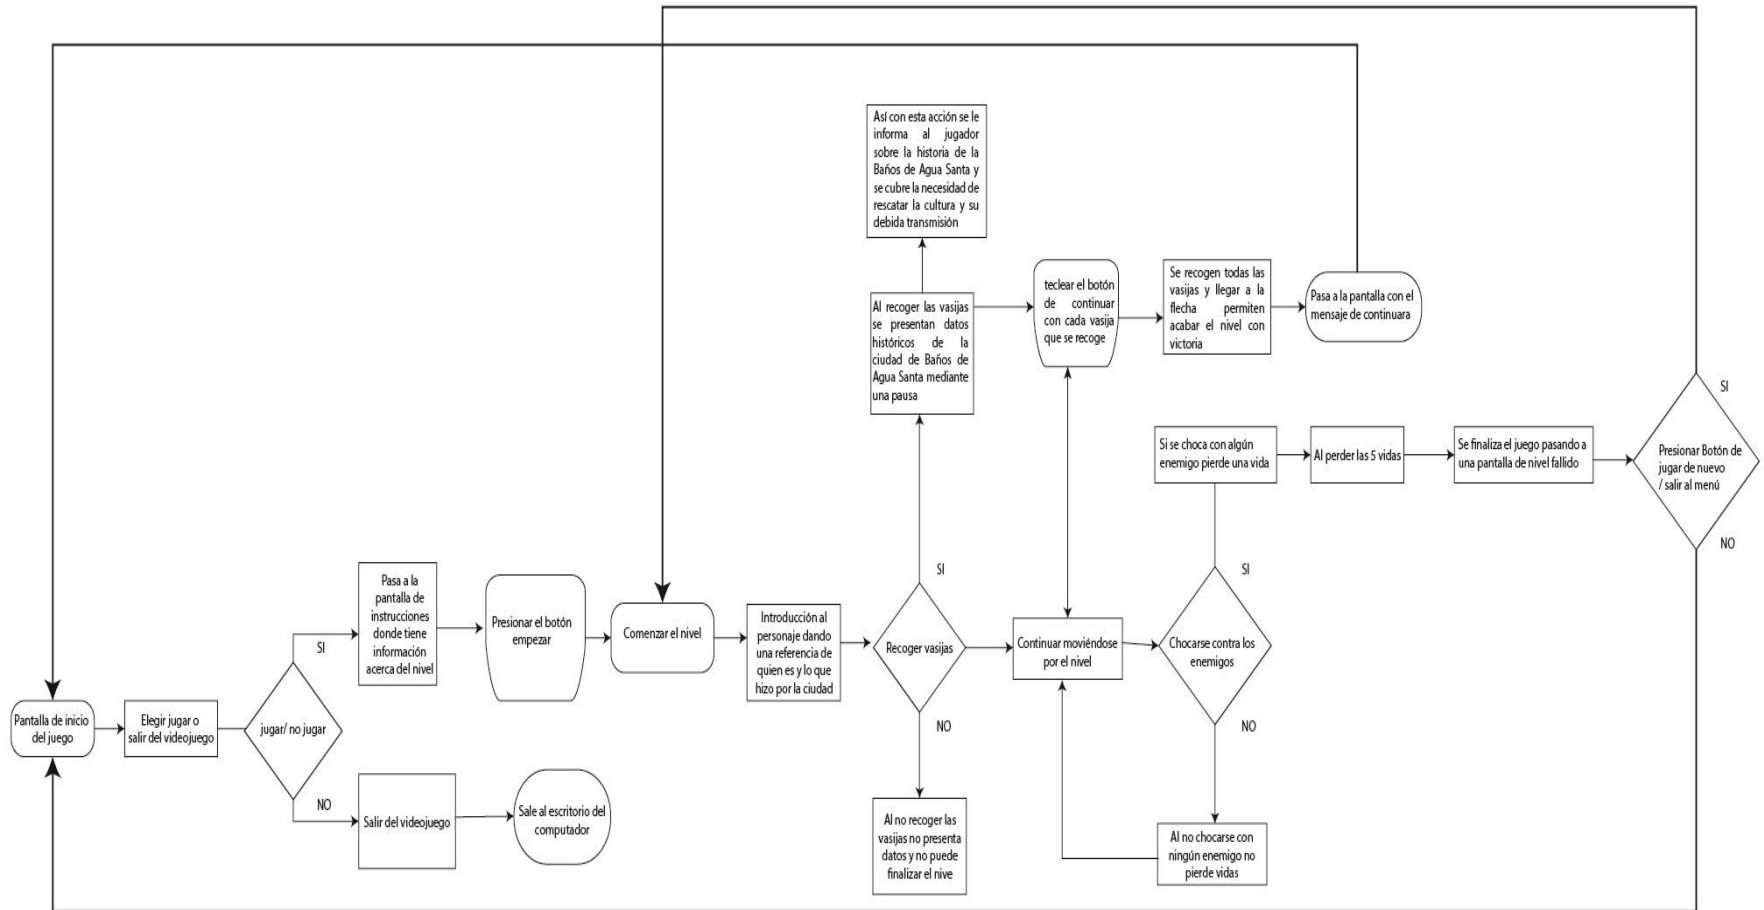 Pantalla de inicio
del juego
Elegir jugar o
salir del videojuego
jugar/ no jugar
SI
NO
Pasa a la
pantalla de
instrucciones
donde tiene
información
acerca del nivel
Salir del videojuego
Sale al escritorio del
computador
Presionar el botón
empezar
Comenzar el nivel
Introducción al
personaje dando
una referencia de
quien es y lo que
hizo por la ciudad
Recoger vasijas
SI
NO
Al recoger las vasijas
se presentan datos
históricos de la
ciudad de Baños de
Agua Santa mediante
una pausa
Así con esta acción se le
informa al jugador
sobre la historia de la
Baños de Agua Santa y
se cubre la necesidad de
rescatar la cultura y su
debida transmisión
Al no recoger las
vasijas no presenta
datos y no puede
finalizar el nive
teclear el botón
de continuar
con cada vasija
que se recoge
Se recogen todas las
vasijas y llegar a la
flecha permiten
acabar el nivel con
victoria
Pasa a la pantalla con el
mensaje de continuara
Continuar moviéndose
por el nivel
Chocarse contra los
enemigos
SI
NO
Al no chocarse con
ningún enemigo no
pierde vidas
Si se choca con algún
enemigo pierde una vida
Al perder las 5 vidas
Se finaliza el juego pasando a
una pantalla de nivel fallido
Presionar Botón de
jugar de nuevo
/ salir al menú
SI
NO